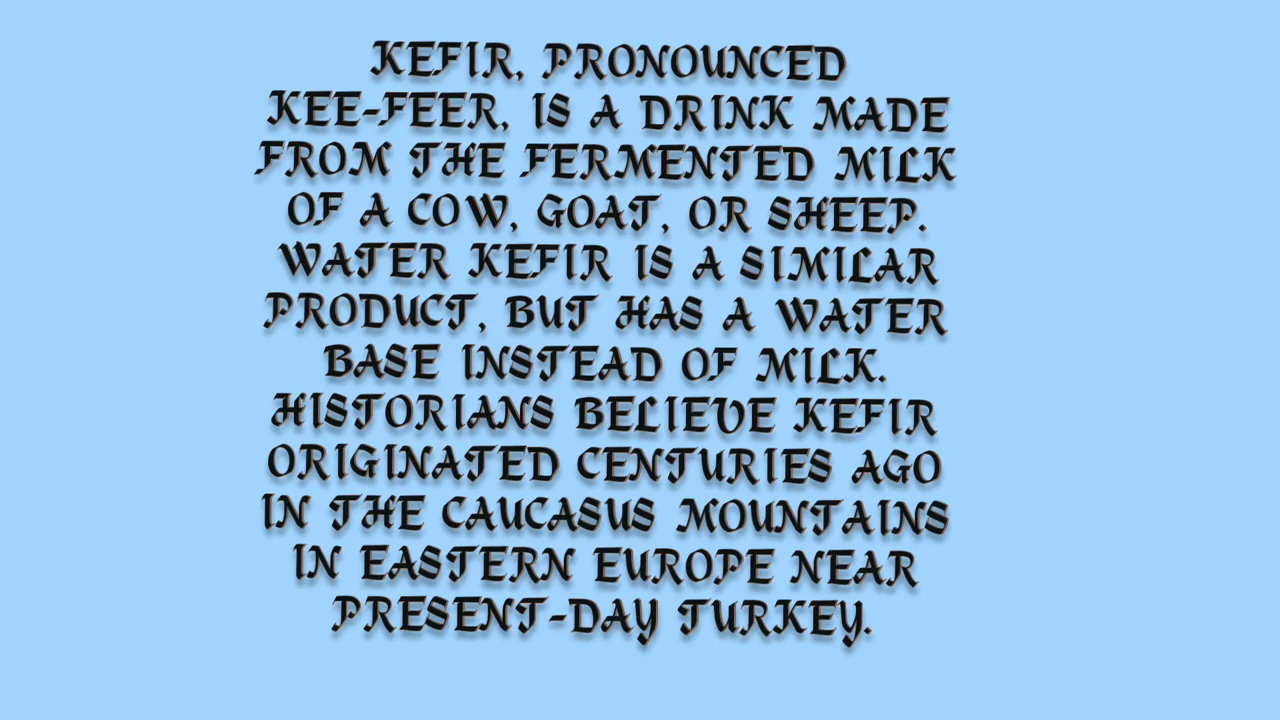 KEFIR, PRONOUNCED
KEE-FEER, IS A DRINK MADE
FROM THE FERMENTED MILK
OF A COW, GOAT, OR SHEEP.
WATER KEFIR IS A SIMILAR
PRODUCT, BUT HAS A WATER
BASE INSTEAD OF MILK.
HISTORIANS BELIEVE KEFIR
ORIGINATED CENTURIES AGO
IN THE CAUCASUS MOUNTAINS
IN EASTERN EUROPE NEAR
PRESENT-DAY TURKEY.